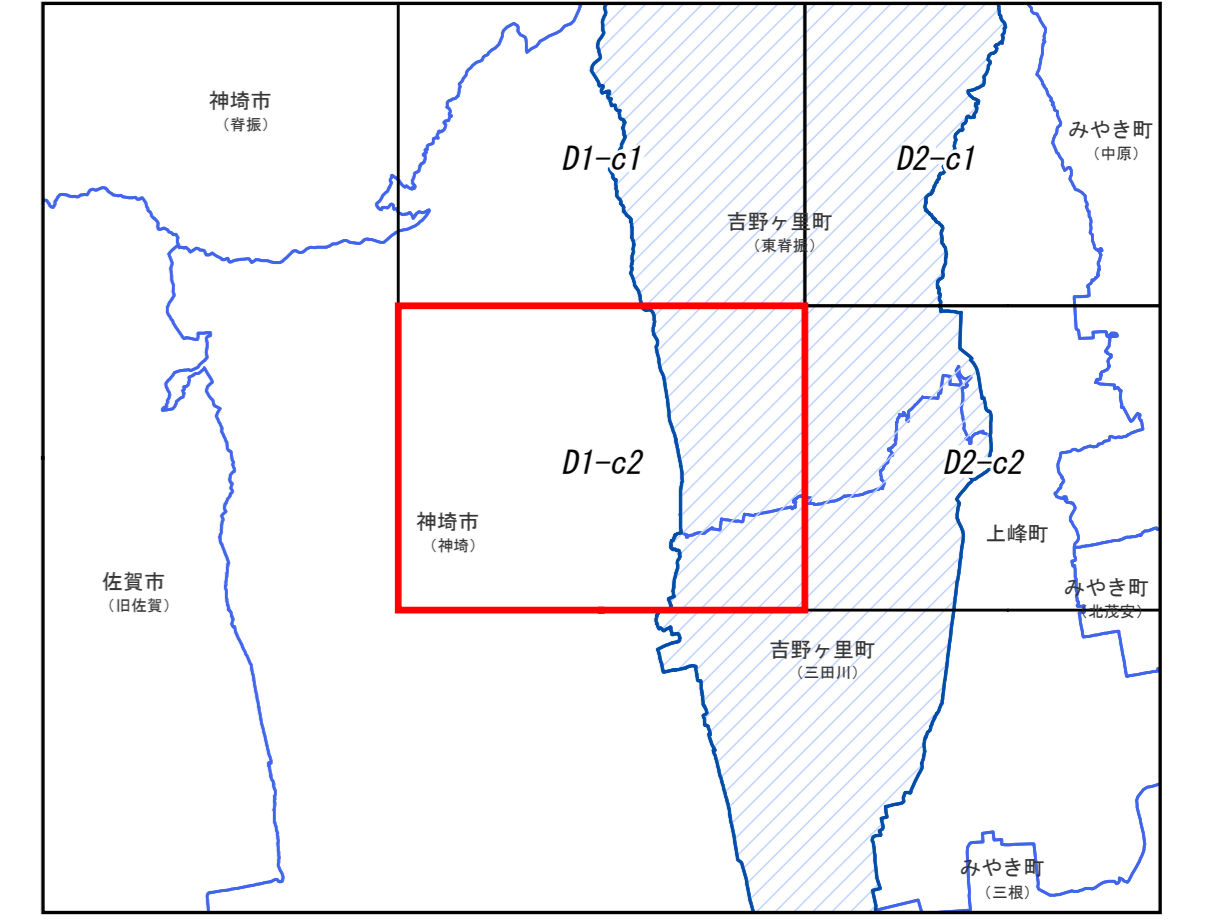 神埼市
（脊振）
みやき町
（中原）
D1-c1
D2-c1
吉野ヶ里町
（東脊振）
D1-c2
D2-c2
神埼市
（神埼）
上峰町
佐賀市
（旧佐賀）
みやき町
（北茂安）
吉野ヶ里町
（三田川）
みやき町
（三根）